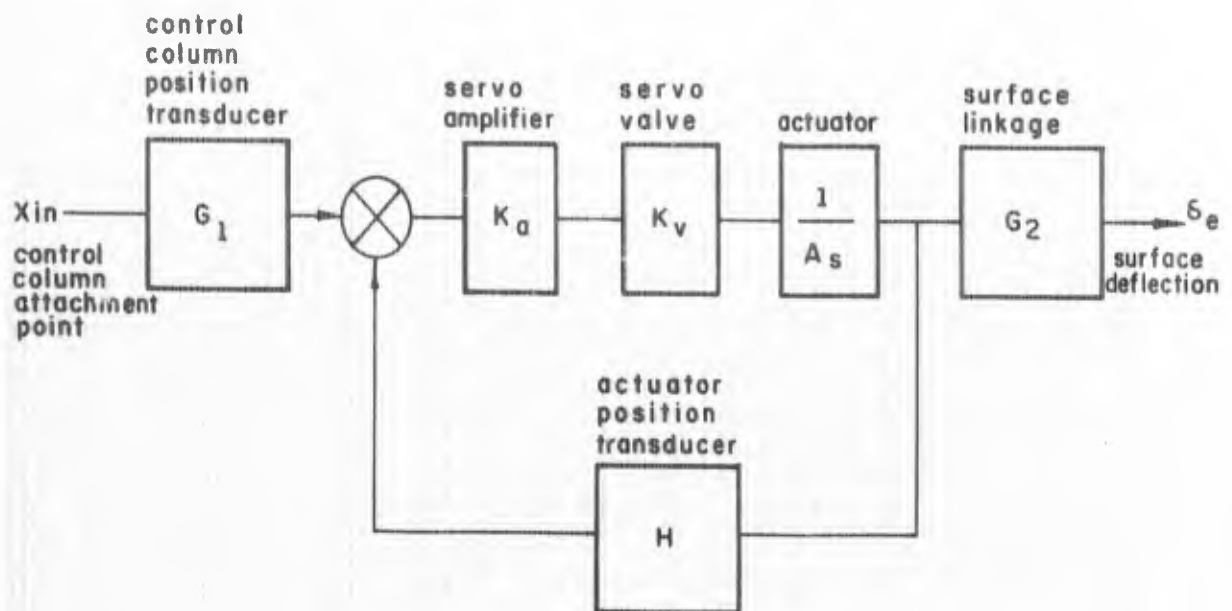 control
column
position
transducer
servo
amplifier
servo
valve
actuator
surface
linkage
Xin
G1
Ka
Kv
1
As
G2
δe
control
column
attachment
point
surface
deflection
actuator
position
transducer
H